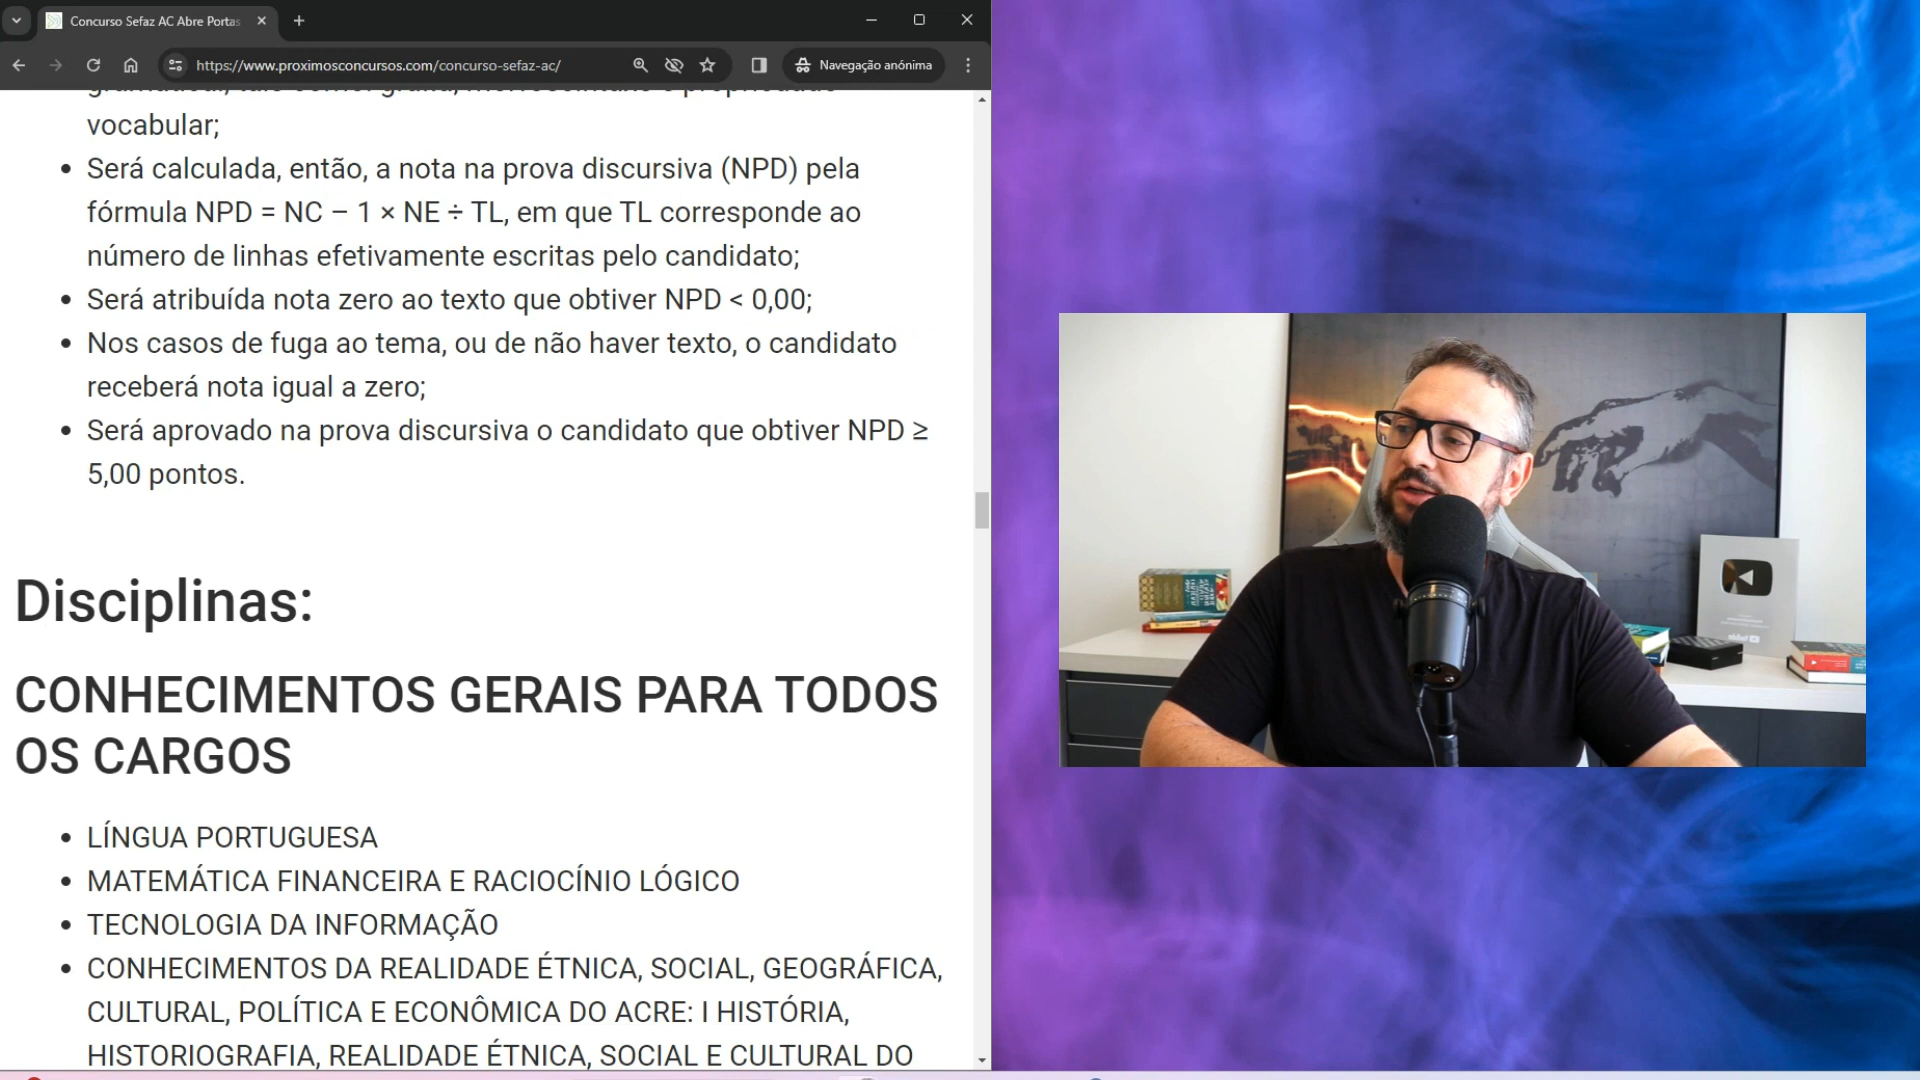 Concurso Sefaz AC Abre Portas
https://www.proximosconcursos.com/concurso-sefaz-ac/
Navegação anónima
vocabular;
• Será calculada, então, a nota na prova discursiva (NPD) pela
fórmula NPD = NC – 1 × NE ÷ TL, em que TL corresponde ao
número de linhas efetivamente escritas pelo candidato;
• Será atribuída nota zero ao texto que obtiver NPD < 0,00;
• Nos casos de fuga ao tema, ou de não haver texto, o candidato
receberá nota igual a zero;
• Será aprovado na prova discursiva o candidato que obtiver NPD ≥
5,00 pontos.
Disciplinas:
CONHECIMENTOS GERAIS PARA TODOS
OS CARGOS
• LÍNGUA PORTUGUESA
• MATEMÁTICA FINANCEIRA E RACIOCÍNIO LÓGICO
• TECNOLOGIA DA INFORMAÇÃO
• CONHECIMENTOS DA REALIDADE ÉTNICA, SOCIAL, GEOGRÁFICA,
CULTURAL, POLÍTICA E ECONÔMICA DO ACRE: I HISTÓRIA,
HISTORIOGRAFIA, REALIDADE ÉTNICA, SOCIAL E CULTURAL DO